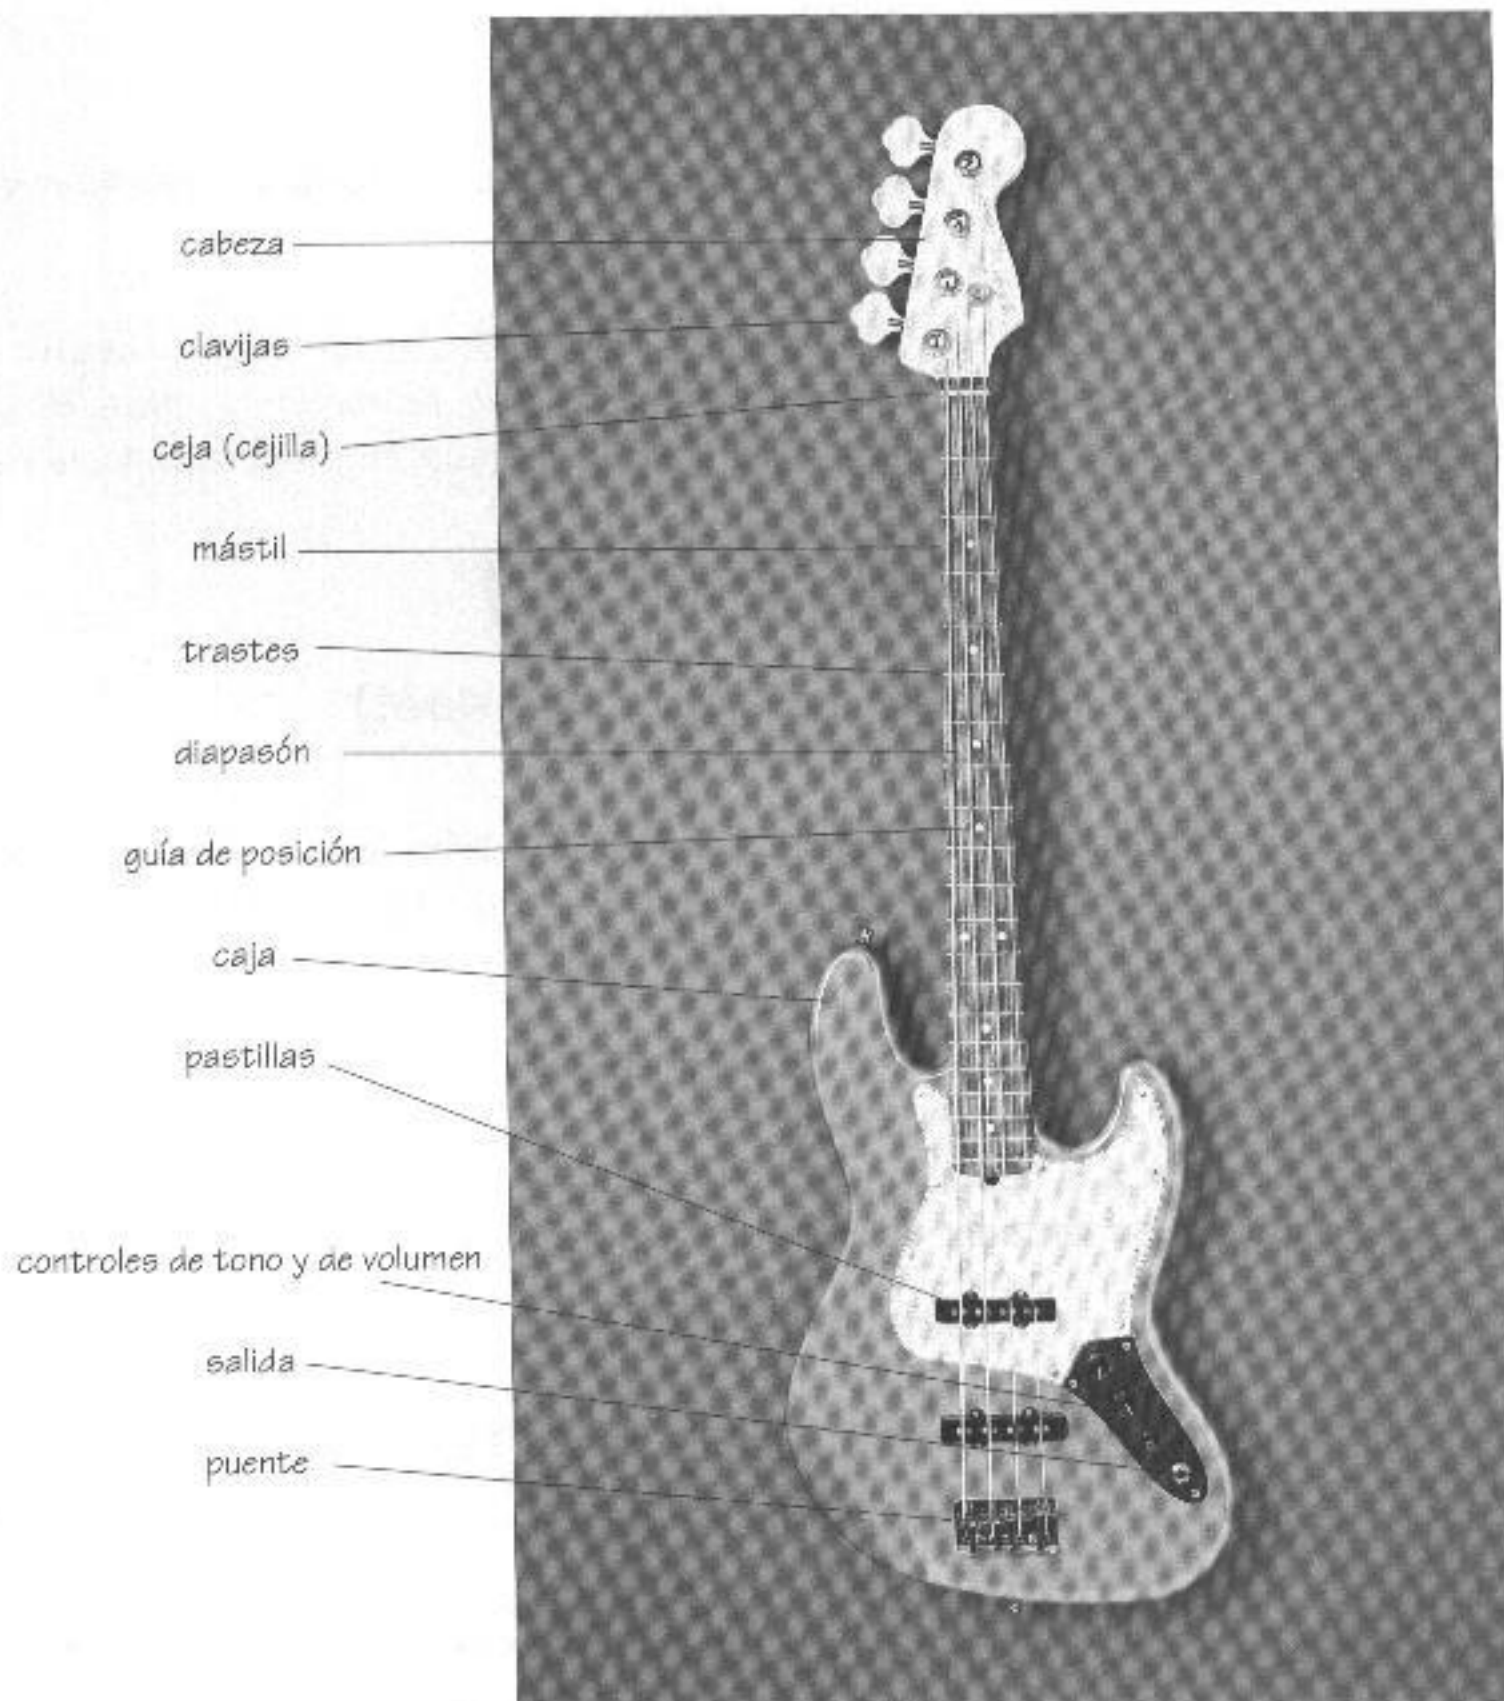 cabeza
clavijas
ceja (cejilla)
mástil
trastes
diapasón
guía de posición
caja
pastillas
controles de tono y de volumen
salida
puente